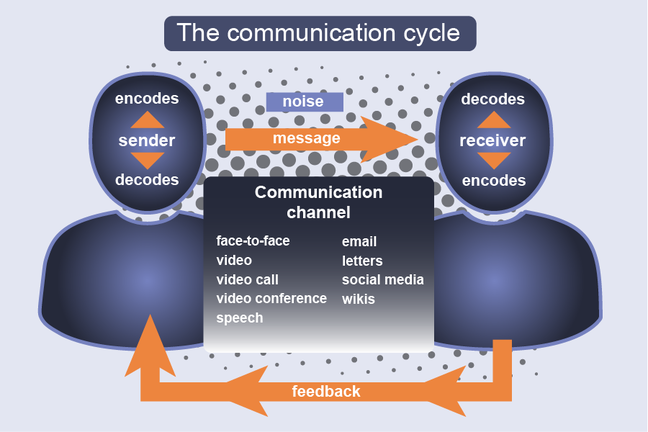 The communication cycle
encodes
sender
decodes
noise
message
decodes
receiver
encodes
Communication
channel
face-to-face
video
video call
video conference
speech
email
letters
social media
wikis
feedback